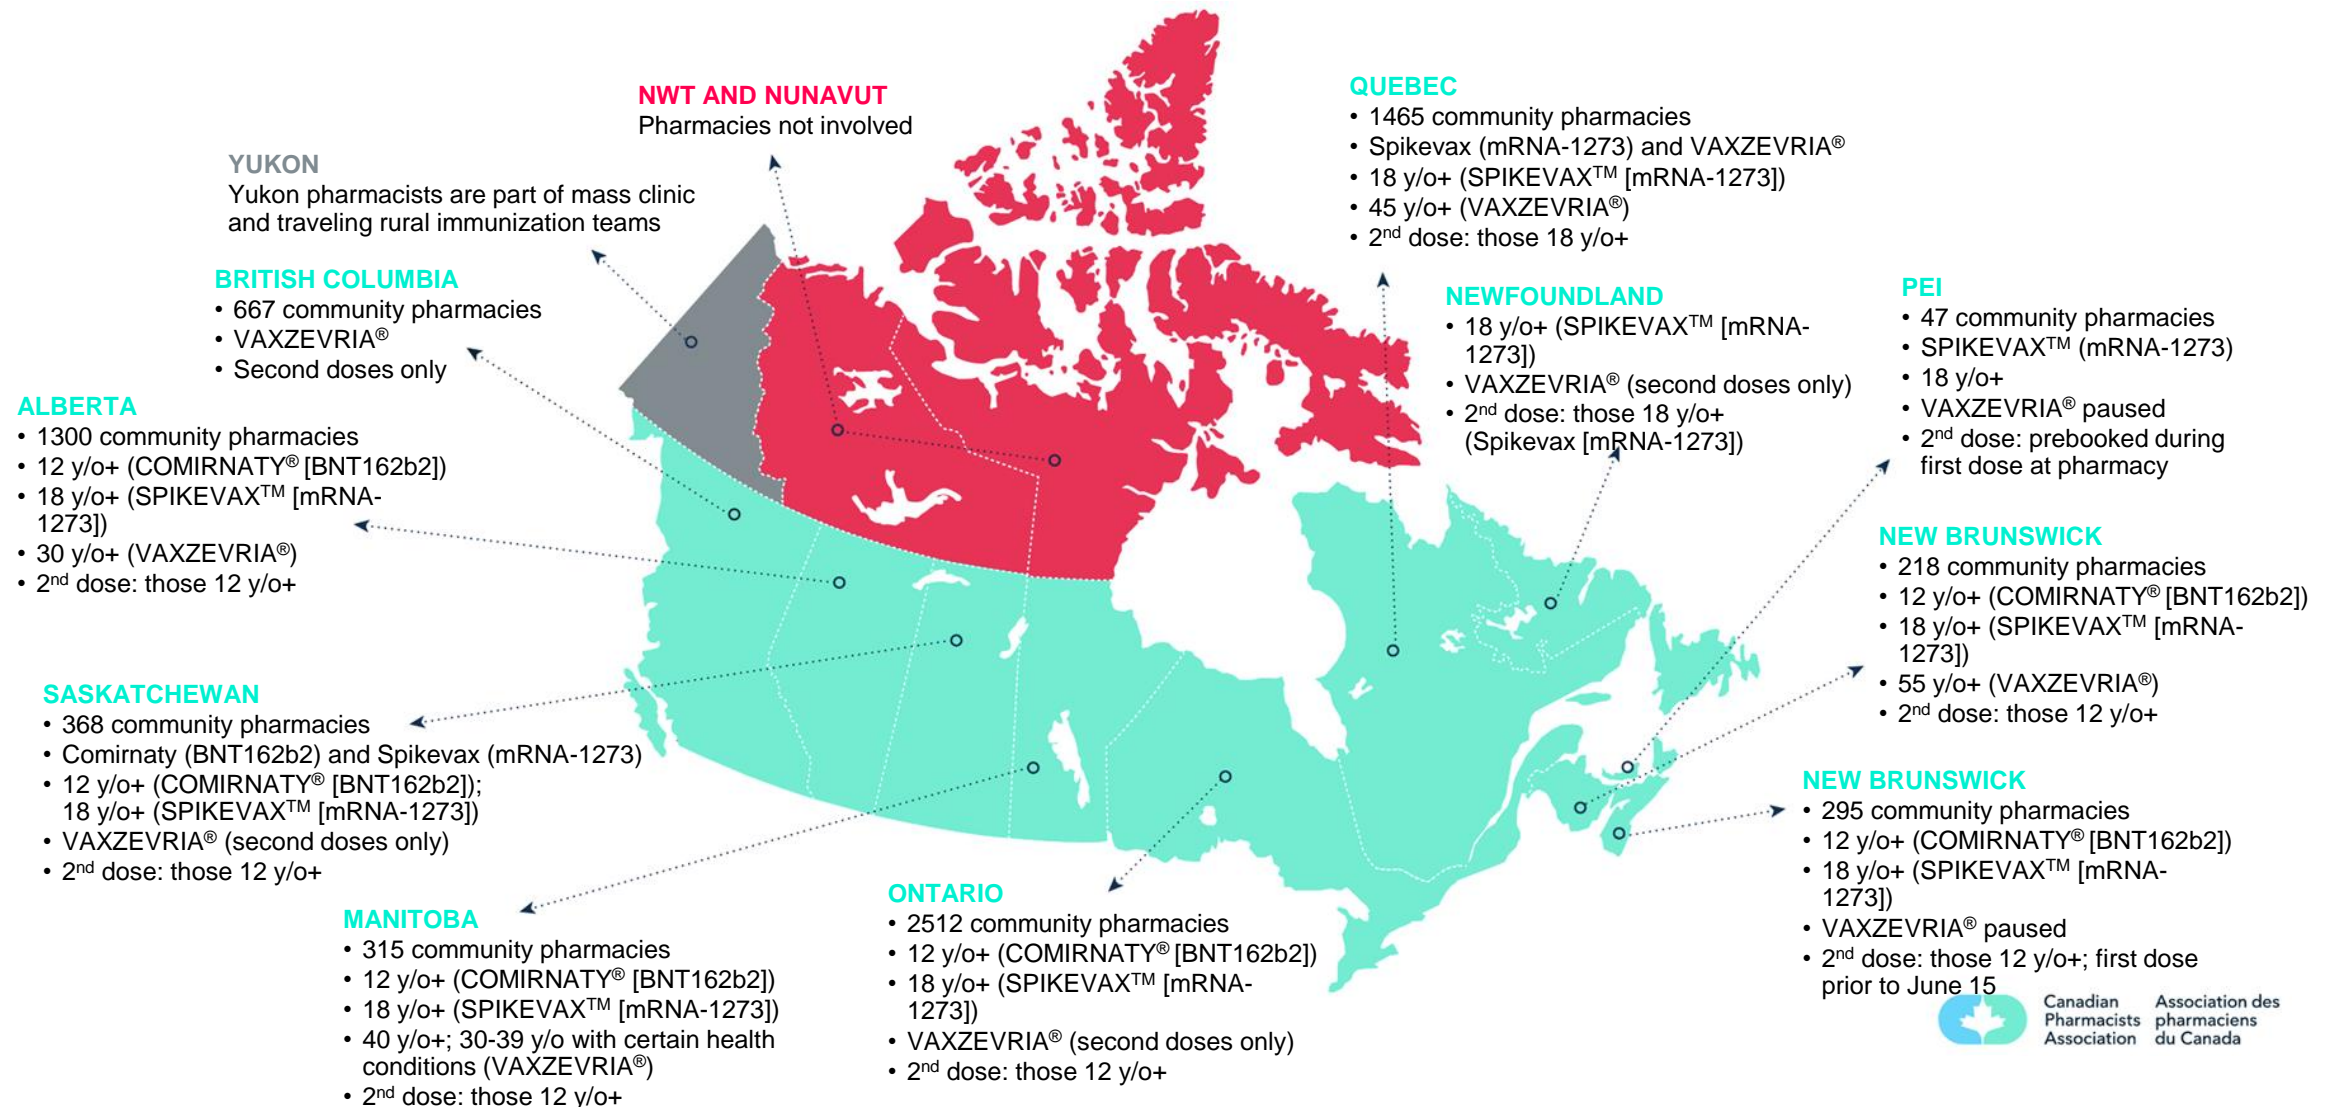 NWT AND NUNAVUT
Pharmacies not involved
YUKON
Yukon pharmacists are part of mass clinic
and traveling rural immunization teams
BRITISH COLUMBIA
• 667 community pharmacies
• VAXZEVRIA®
• Second doses only
ALBERTA
• 1300 community pharmacies
• 12 y/o+ (COMIRNATY® [BNT162b2])
• 18 y/o+ (SPIKEVAX™ [mRNA-
1273])
• 30 y/o+ (VAXZEVRIA®)
• 2nd dose: those 12 y/o+
SASKATCHEWAN
• 368 community pharmacies
• Comirnaty (BNT162b2) and Spikevax (mRNA-1273)
• 12 y/o+ (COMIRNATY® [BNT162b2]);
18 y/o+ (SPIKEVAX™ [mRNA-1273])
• VAXZEVRIA® (second doses only)
• 2nd dose: those 12 y/o+
MANITOBA
• 315 community pharmacies
• 12 y/o+ (COMIRNATY® [BNT162b2])
• 18 y/o+ (SPIKEVAX™ [mRNA-1273])
• 40 y/o+; 30-39 y/o with certain health
conditions (VAXZEVRIA®)
• 2nd dose: those 12 y/o+
ONTARIO
• 2512 community pharmacies
• 12 y/o+ (COMIRNATY® [BNT162b2])
• 18 y/o+ (SPIKEVAX™ [mRNA-
1273])
• VAXZEVRIA® (second doses only)
• 2nd dose: those 12 y/o+
QUEBEC
• 1465 community pharmacies
• Spikevax (mRNA-1273) and VAXZEVRIA®
• 18 y/o+ (SPIKEVAX™ [mRNA-1273])
• 45 y/o+ (VAXZEVRIA®)
• 2nd dose: those 18 y/o+
NEWFOUNDLAND
• 18 y/o+ (SPIKEVAX™ [mRNA-
1273])
• VAXZEVRIA® (second doses only)
• 2nd dose: those 18 y/o+
(Spikevax [mRNA-1273])
PEI
• 47 community pharmacies
• SPIKEVAX™ (mRNA-1273)
• 18 y/o+
• VAXZEVRIA® paused
• 2nd dose: prebooked during
first dose at pharmacy
NEW BRUNSWICK
• 218 community pharmacies
• 12 y/o+ (COMIRNATY® [BNT162b2])
• 18 y/o+ (SPIKEVAX™ [mRNA-
1273])
• 55 y/o+ (VAXZEVRIA®)
• 2nd dose: those 12 y/o+
NEW BRUNSWICK
• 295 community pharmacies
• 12 y/o+ (COMIRNATY® [BNT162b2])
• 18 y/o+ (SPIKEVAX™ [mRNA-
1273])
• VAXZEVRIA® paused
• 2nd dose: those 12 y/o+; first dose
prior to June 15
Canadian
Pharmacists
Association
Association des
pharmaciens
du Canada